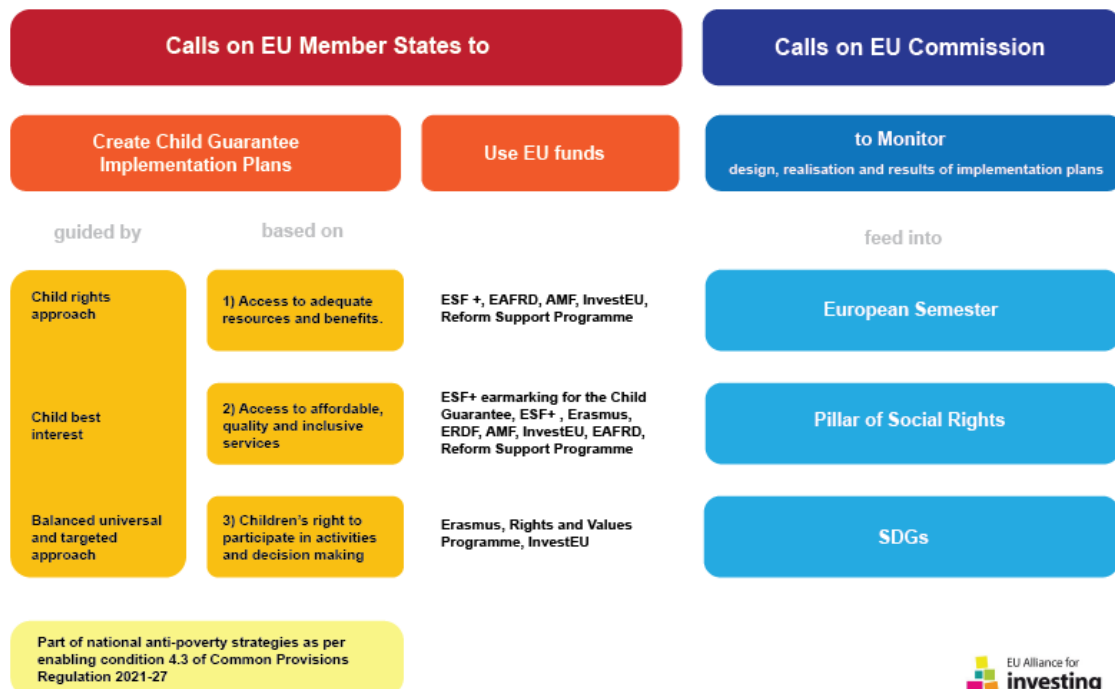 Calls on EU Member States to
Calls on EU Commission
Create Child Guarantee
Implementation Plans
Use EU funds
to Monitor
design, realisation and results of implementation plans
guided by
based on
feed into
Child rights
approach
1) Access to adequate
resources and benefits.
ESF +, EAFRD, AMF, InvestEU,
Reform Support Programme
European Semester
Child best
interest
2) Access to affordable,
quality and inclusive
services
ESF+ earmarking for the Child
Guarantee, ESF+ , Erasmus,
ERDF, AMF, InvestEU, EAFRD,
Reform Support Programme
Pillar of Social Rights
Balanced universal
and targeted
approach
3) Children's right to
participate in activities
and decision making
Erasmus, Rights and Values
Programme, InvestEU
SDGs
Part of national anti-poverty strategies as per
enabling condition 4.3 of Common Provisions
Regulation 2021-27
EU Alliance for
investing